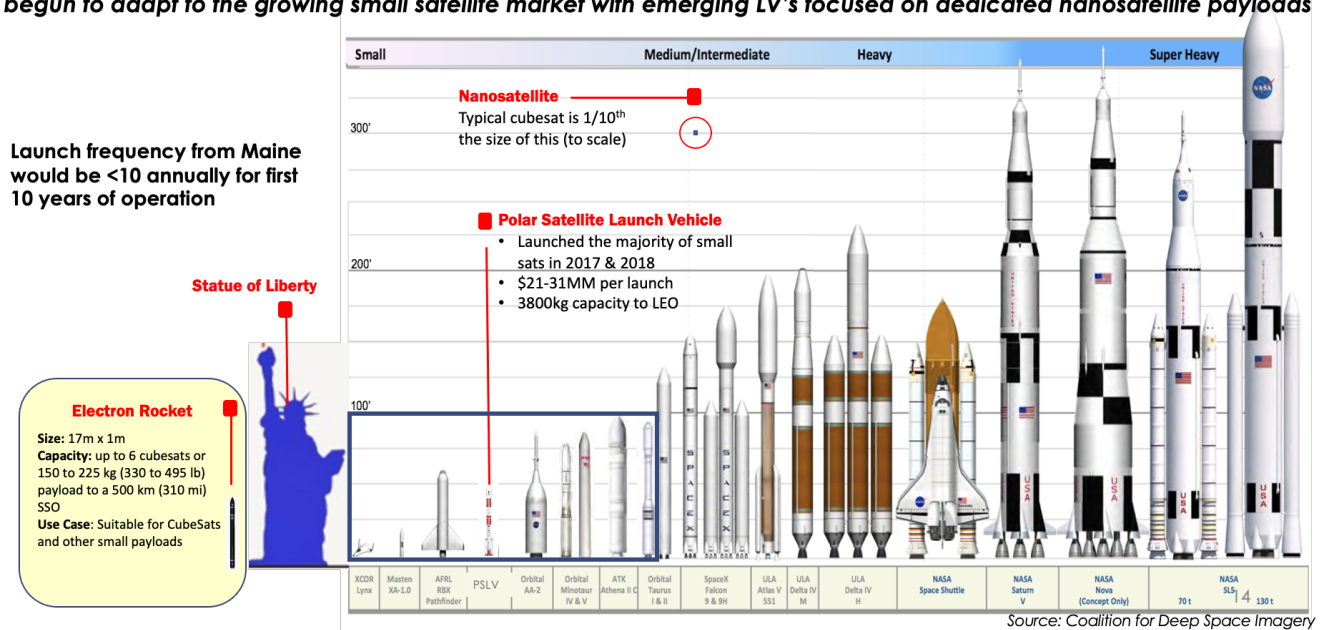 begun to adapt to the growing small satellite market with emerging LV's focused on dedicated nanosatellite payloads
Small
Medium/Intermediate
Heavy
Super Heavy
Nanosatellite
Typical cubesat is 1/10th
the size of this (to scale)
300'
Launch frequency from Maine
would be <10 annually for first
10 years of operation
Polar Satellite Launch Vehicle
• Launched the majority of small
sats in 2017 & 2018
• $21-31MM per launch
• 3800kg capacity to LEO
200'
Statue of Liberty
100'
Electron Rocket
Size: 17m x 1m
Capacity: up to 6 cubesats or
150 to 225 kg (330 to 495 lb)
payload to a 500 km (310 mi)
SSO
Use Case: Suitable for CubeSats
and other small payloads
NASA
NASA
SPACEX
SPACEX
USA
USA
USA
USA
XCOR
Lynx
Masten
XA-1.0
AFRL
RBX
Pathfinder
PSLV
Orbital
AA-2
Orbital
Minotaur
IV & V
ATK
Athena II C
Orbital
Taurus
I & II
SpaceX
Falcon
9 & 9H
ULA
Atlas V
551
ULA
Delta IV
M
ULA
Delta IV
H
NASA
Space Shuttle
NASA
Saturn
V
NASA
Nova
(Concept Only)
NASA
SLS
70 t
130 t
14
Source: Coalition for Deep Space Imagery